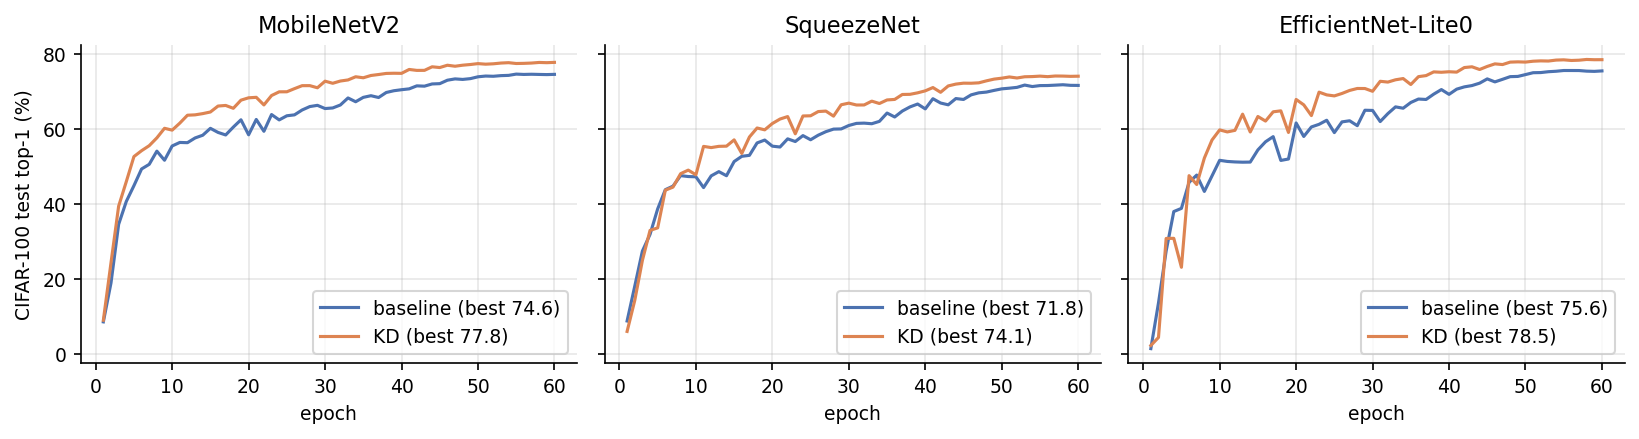 MobileNetV2
SqueezeNet
EfficientNet-Lite0
CIFAR-100 test top-1 (%)
80
60
40
20
0
baseline (best 74.6)
KD (best 77.8)
baseline (best 71.8)
KD (best 74.1)
baseline (best 75.6)
KD (best 78.5)
0 10 20 30 40 50 60
0 10 20 30 40 50 60
0 10 20 30 40 50 60
epoch
epoch
epoch